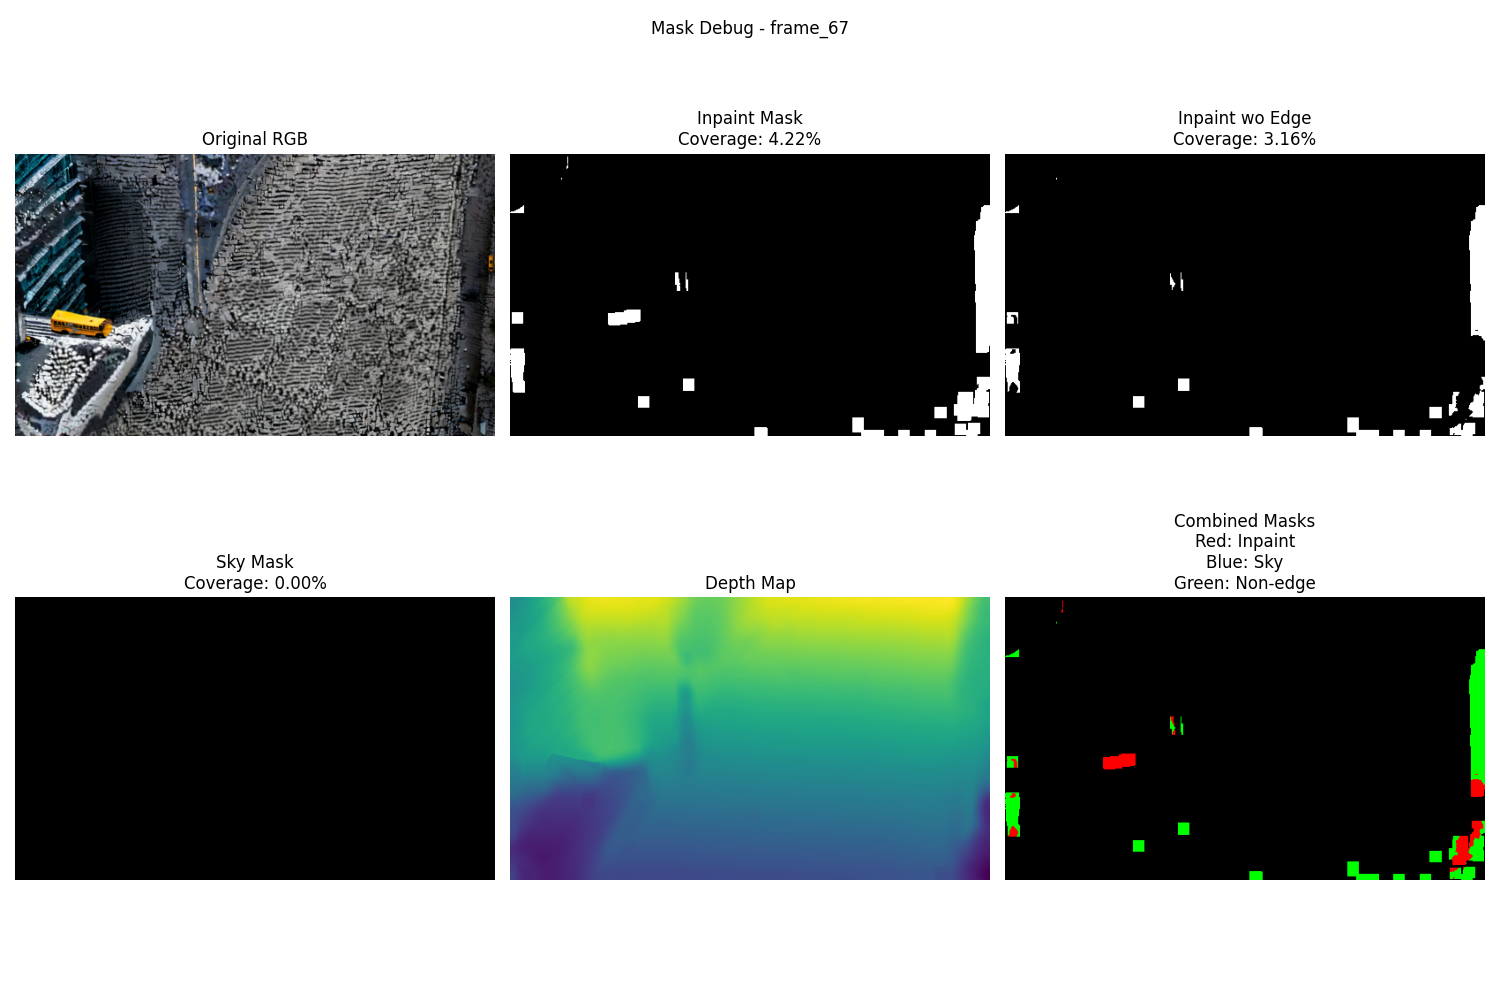 Mask Debug - frame_67
Original RGB
Inpaint Mask
Coverage: 4.22%
Inpaint wo Edge
Coverage: 3.16%
Sky Mask
Coverage: 0.00%
Depth Map
Combined Masks
Red: Inpaint
Blue: Sky
Green: Non-edge